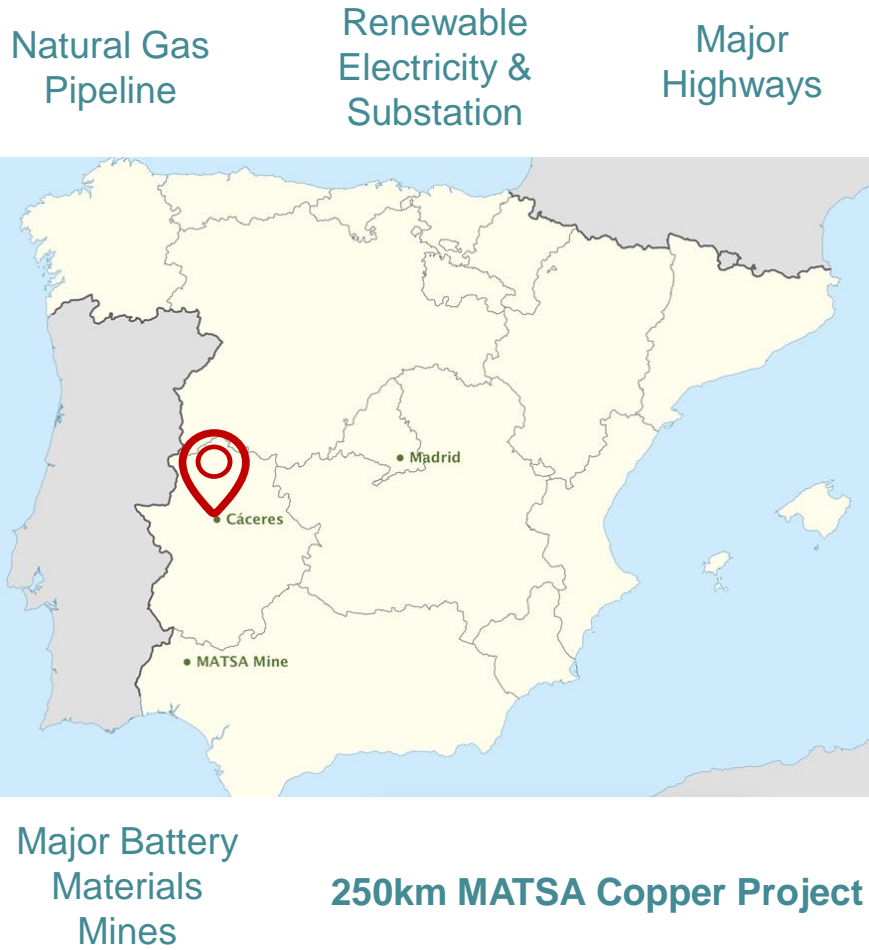 Natural Gas
Pipeline
Renewable
Electricity &
Substation
Major
Highways
Madrid
Cáceres
MATSA Mine
Major Battery
Materials
Mines
250km MATSA Copper Project